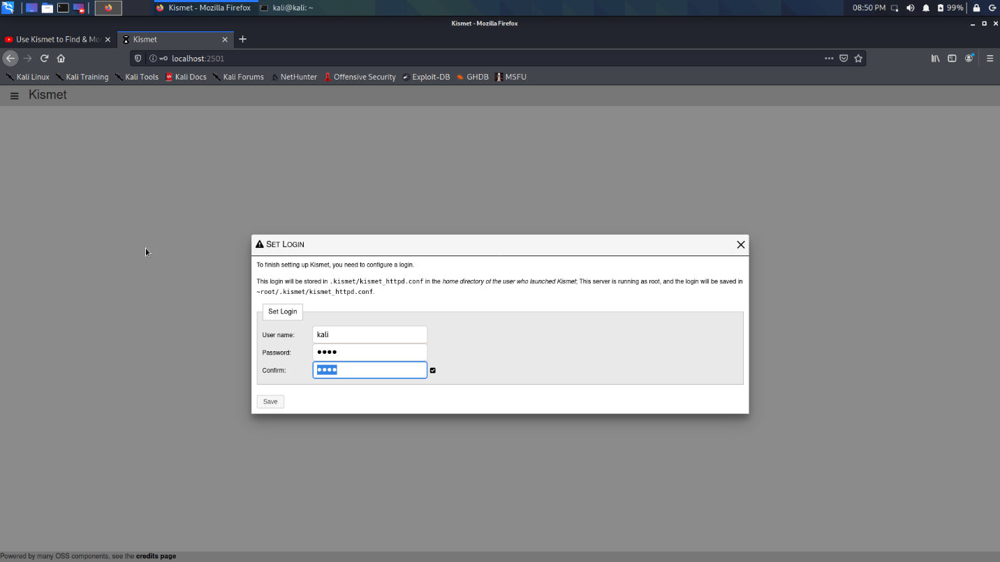 Kismet - Mozilla Firefox
kali@kali: ~
08:50 PM
99%
Kismet - Mozilla Firefox
Use Kismet to Find & Mo
Kismet
localhost:2501
Kali Linux
Kali Training
Kali Tools
Kali Docs
Kali Forums
NetHunter
Offensive Security
Exploit-DB
GHDB
MSFU
Kismet
SET LOGIN
To finish setting up Kismet, you need to configure a login.
This login will be stored in .kismet/kismet_httpd.conf in the home directory of the user who launched Kismet; This server is running as root, and the login will be saved in
~root/.kismet/kismet_httpd.conf.
Set Login
User name: kali
Password: ●●●●
Confirm: ●●●●
Save
Powered by many OSS components, see the credits page